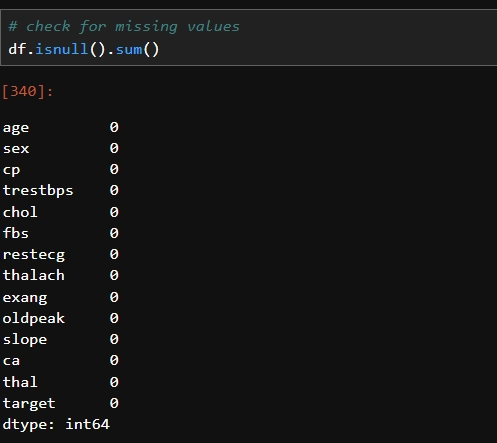 # check for missing values
df.isnull().sum()
[340]:
age 0
sex 0
cp 0
trestbps 0
chol 0
fbs 0
restecg 0
thalach 0
exang 0
oldpeak 0
slope 0
ca 0
thal 0
target 0
dtype: int64